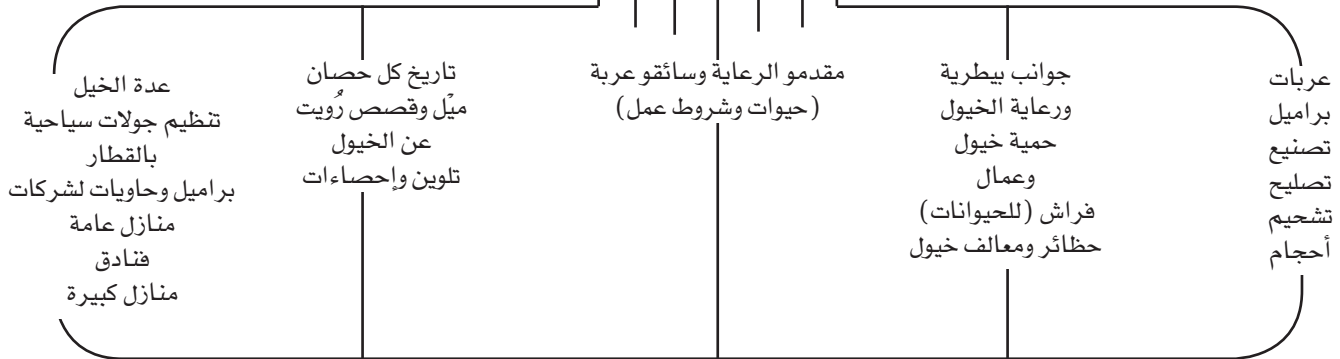 عربات
براميل
تصنيع
تصليح
تشحيم
أحجام
جوانب بيطرية
ورعاية الخيول
حمية خيول
وعمال
فراش (للحيوانات)
حظائر ومعالف خيول
مقدمو الرعاية وسائقو عربة
(حيوات وشروط عمل)
تاريخ كل حصان
ميْل وقصص رُويت
عن الخيول
تلوين وإحصاءات
عدة الخيل
تنظيم جولات سياحية
بالقطار
براميل وحاويات لشركات
منازل عامة
فنادق
منازل كبيرة